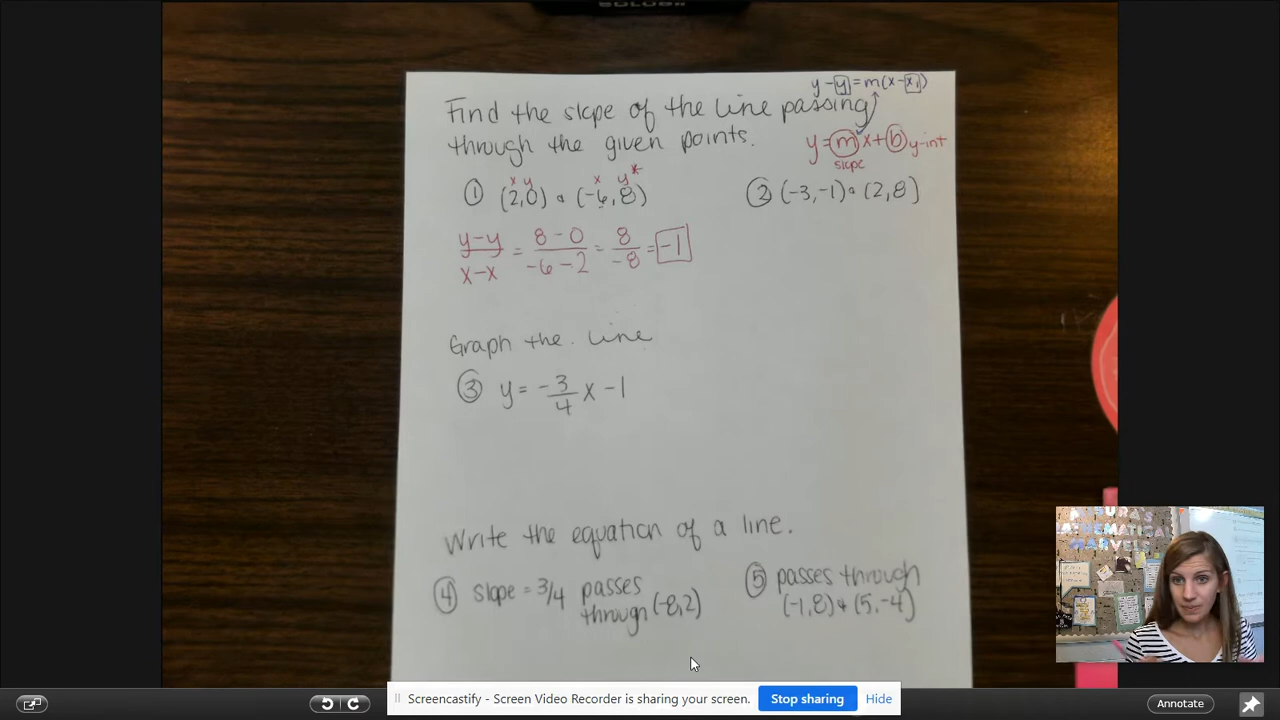 y-y=m(x-x₁)
Find the slope of the line passing
through the given points.
y=mx+b y-int
slope
x y x y*
① (2,0) & (-6,8)
② (-3,-1) & (2,8)
y-y/x-x = 8-0/-6-2 = 8/-8 = -1
Graph the line
③ y = -3/4 x -1
Write the equation of a line.
④ slope = 3/4 passes
through (-8,2)
⑤ passes through
(-1,8) & (5,-4)
MATHEMATICAL
MARVELS
Screencastify - Screen Video Recorder is sharing your screen.
Stop sharing
Hide
Annotate